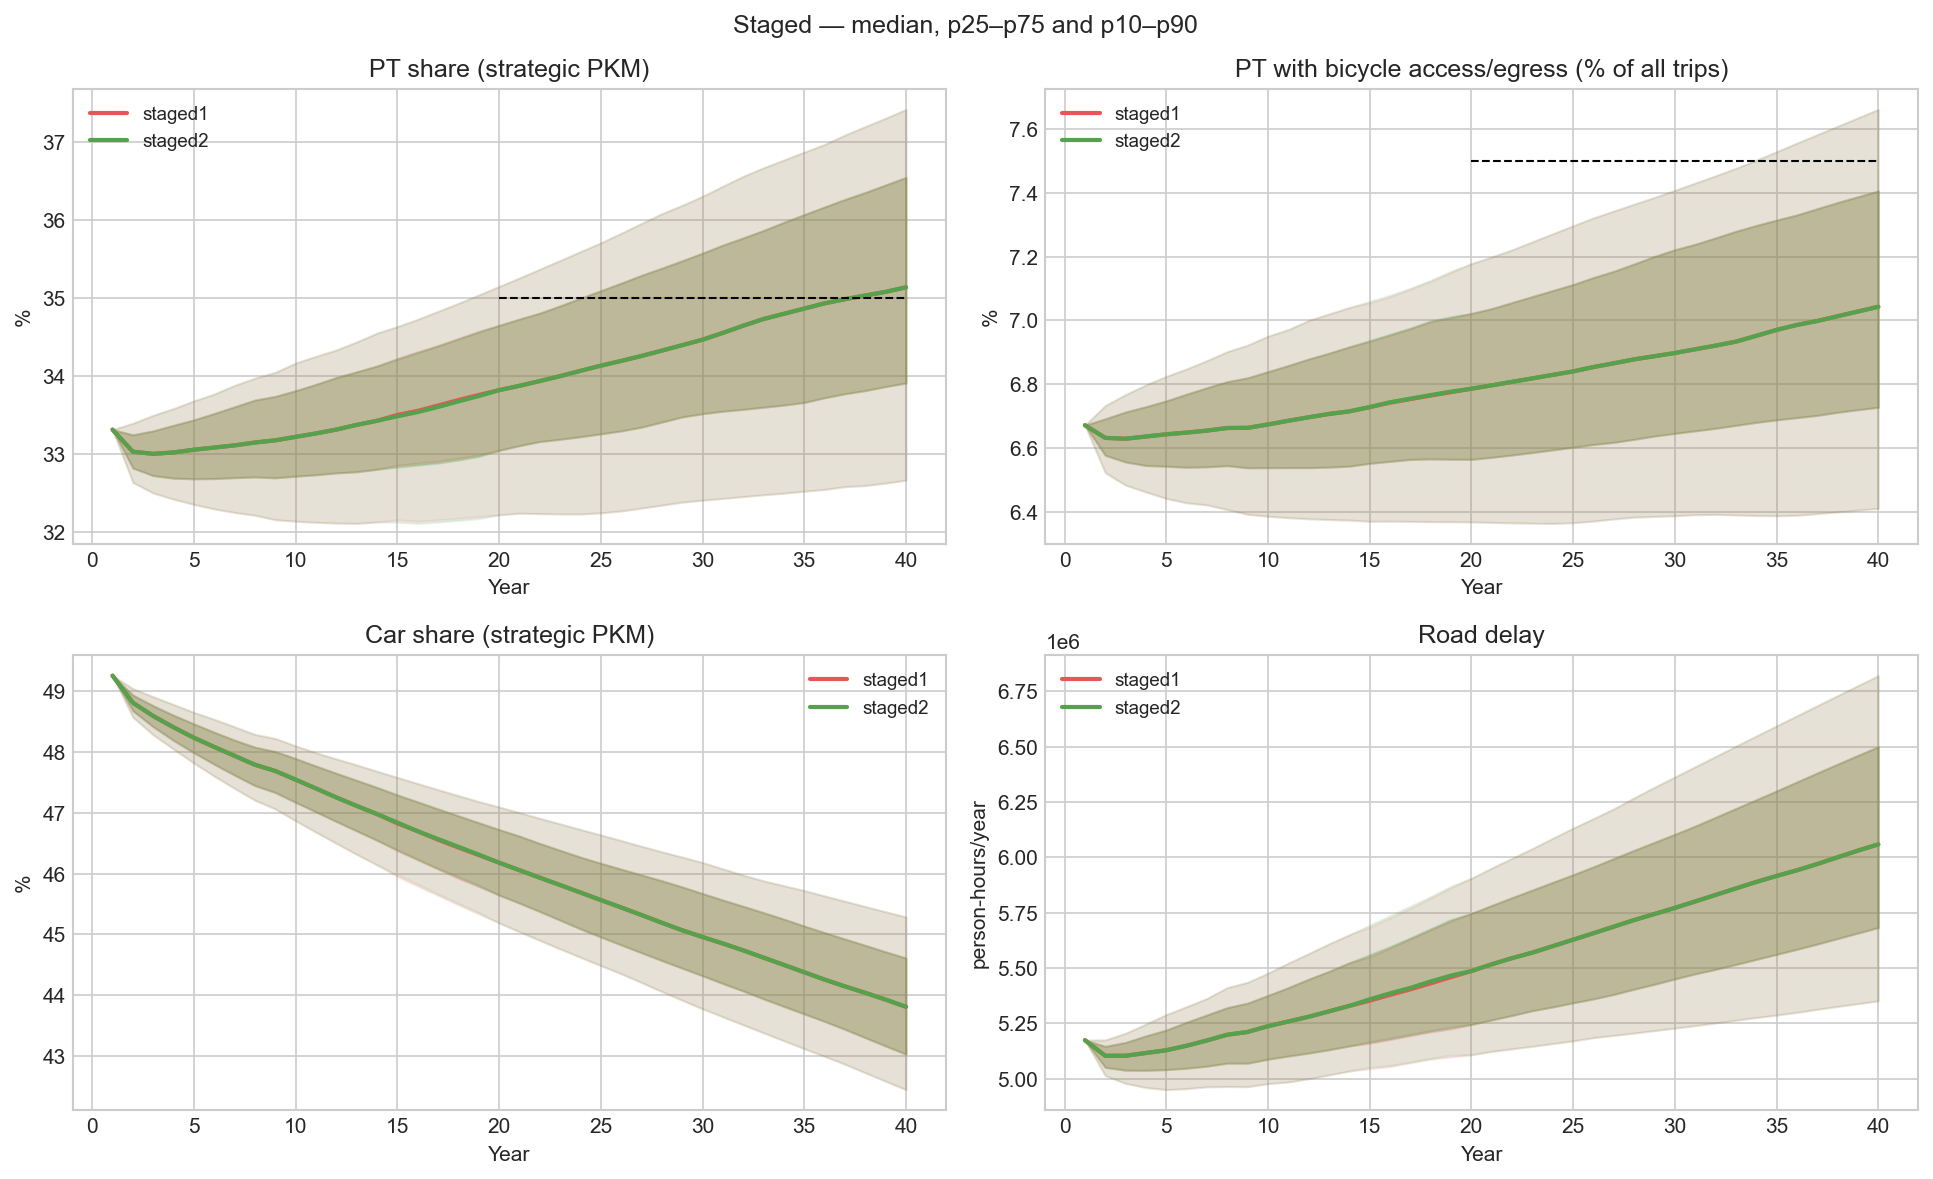 Staged — median, p25–p75 and p10–p90
PT share (strategic PKM)
staged1
staged2
37
36
35
34
33
32
%
0 5 10 15 20 25 30 35 40
Year
PT with bicycle access/egress (% of all trips)
staged1
staged2
7.6
7.4
7.2
7.0
6.8
6.6
6.4
%
0 5 10 15 20 25 30 35 40
Year
Car share (strategic PKM)
staged1
staged2
49
48
47
46
45
44
43
%
0 5 10 15 20 25 30 35 40
Year
Road delay
1e6
staged1
staged2
6.75
6.50
6.25
6.00
5.75
5.50
5.25
5.00
person-hours/year
0 5 10 15 20 25 30 35 40
Year